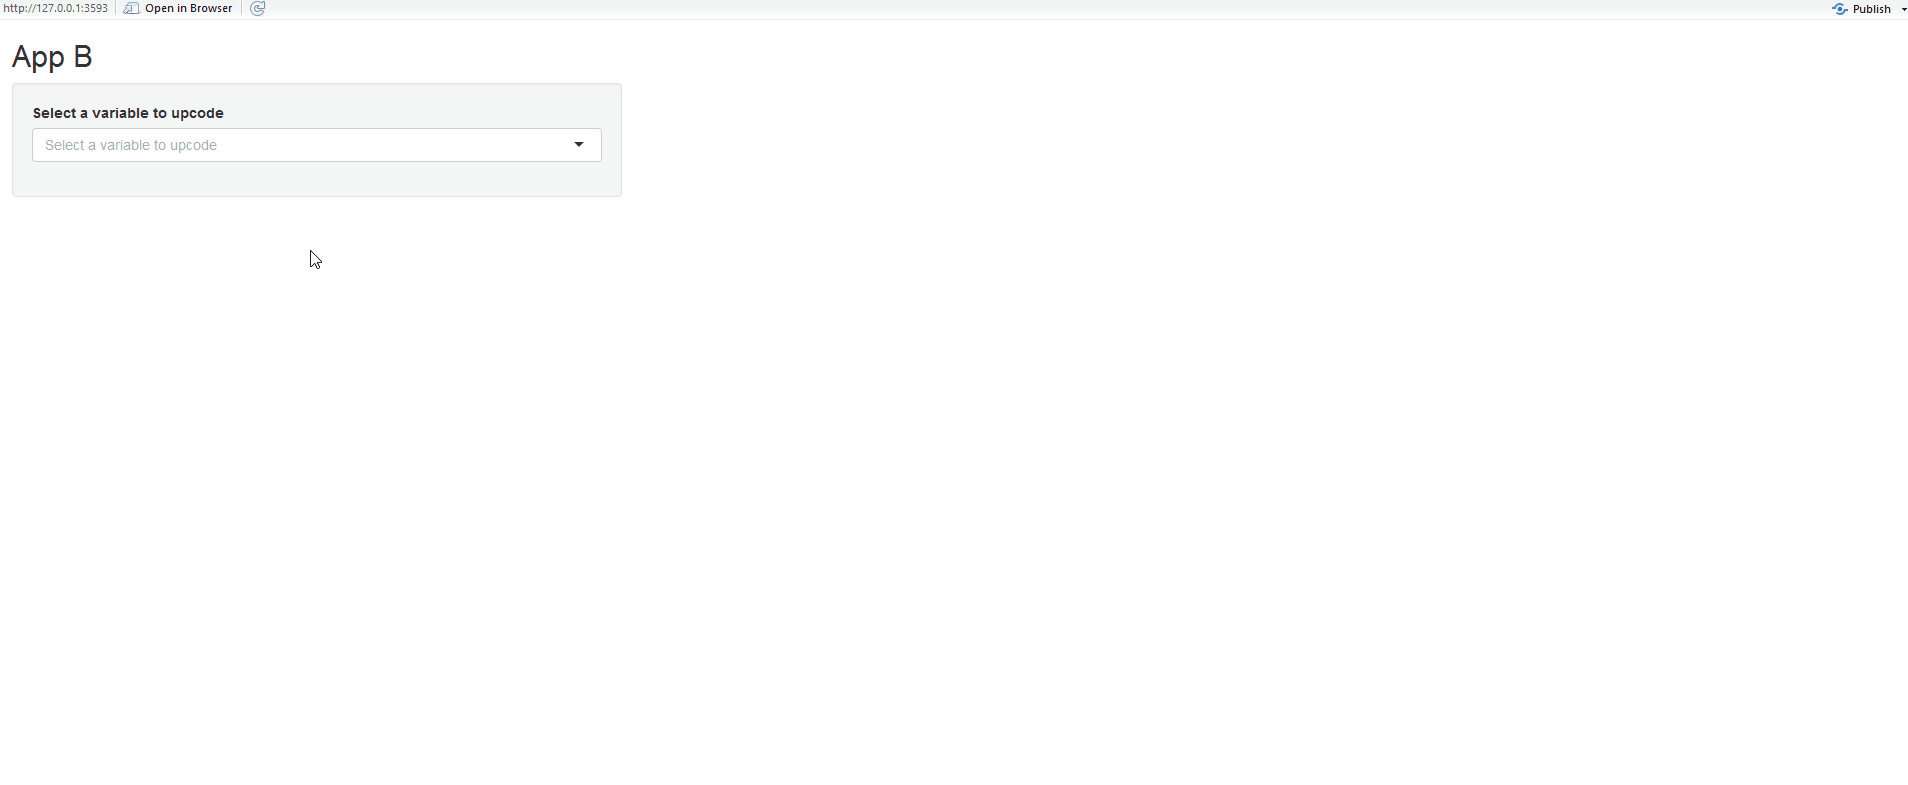 http://127.0.0.1:3593 Open in Browser Publish
App B
Select a variable to upcode
Select a variable to upcode